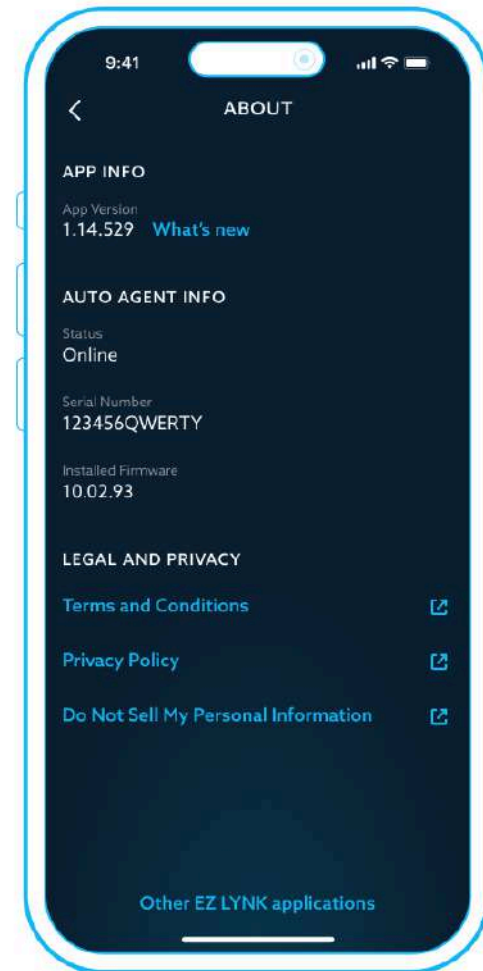 9:41
ABOUT
APP INFO
App Version
1.14.529 What's new
AUTO AGENT INFO
Status
Online
Serial Number
123456QWERTY
Installed Firmware
10.02.93
LEGAL AND PRIVACY
Terms and Conditions
Privacy Policy
Do Not Sell My Personal Information
Other EZ LYNK applications